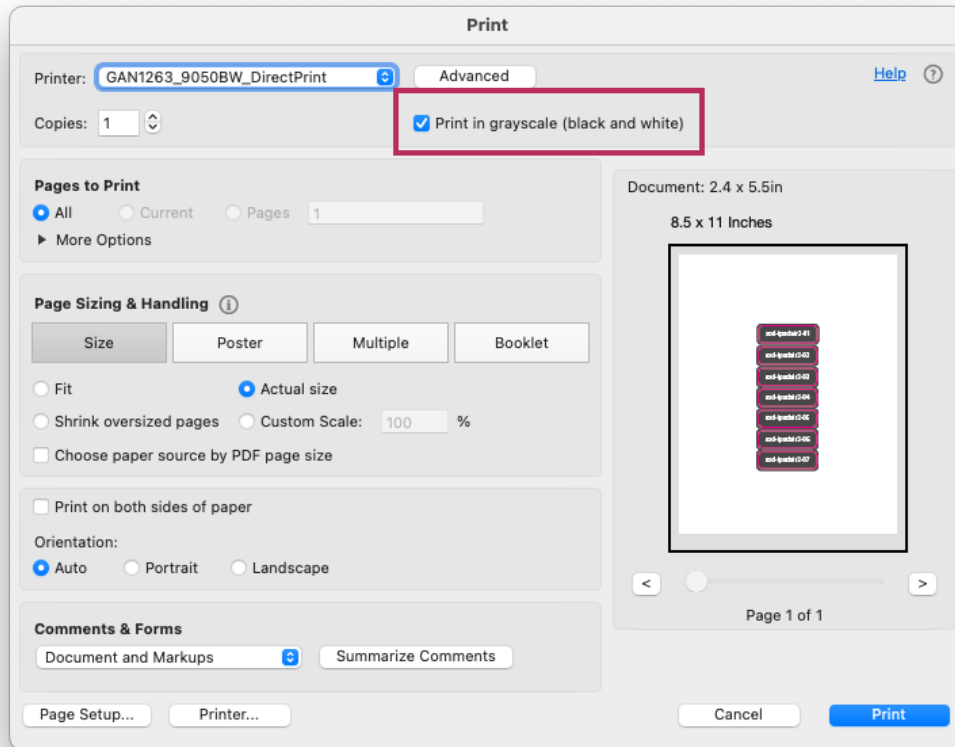 Print
Printer: GAN1263_9050BW_DirectPrint Advanced Help ?
Copies: 1 Print in grayscale (black and white)
Pages to Print
All Current Pages 1
More Options
Page Sizing & Handling i
Size Poster Multiple Booklet
Fit Actual size
Shrink oversized pages Custom Scale: 100 %
Choose paper source by PDF page size
Print on both sides of paper
Orientation:
Auto Portrait Landscape
Comments & Forms
Document and Markups Summarize Comments
Page Setup... Printer...
Document: 2.4 x 5.5in
8.5 x 11 Inches
< >
Page 1 of 1
Cancel Print